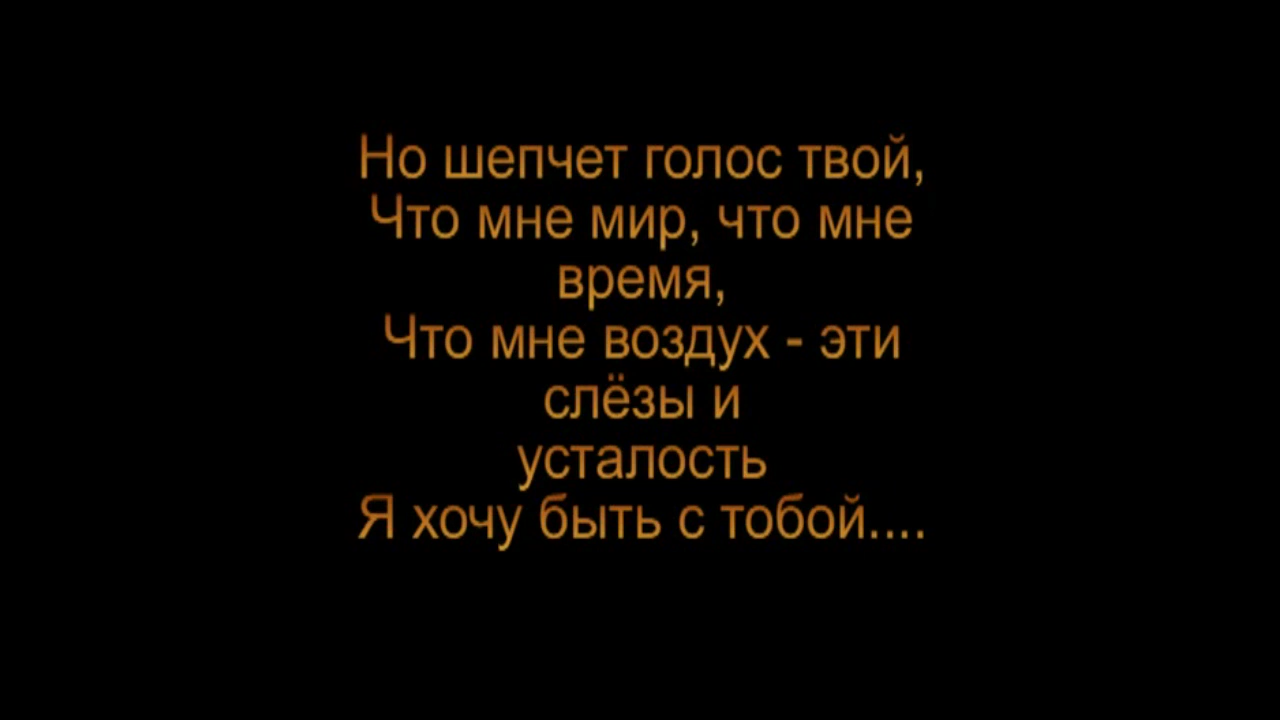 Но шепчет голос твой,
Что мне мир, что мне
время,
Что мне воздух - эти
слёзы и
усталость
Я хочу быть с тобой....